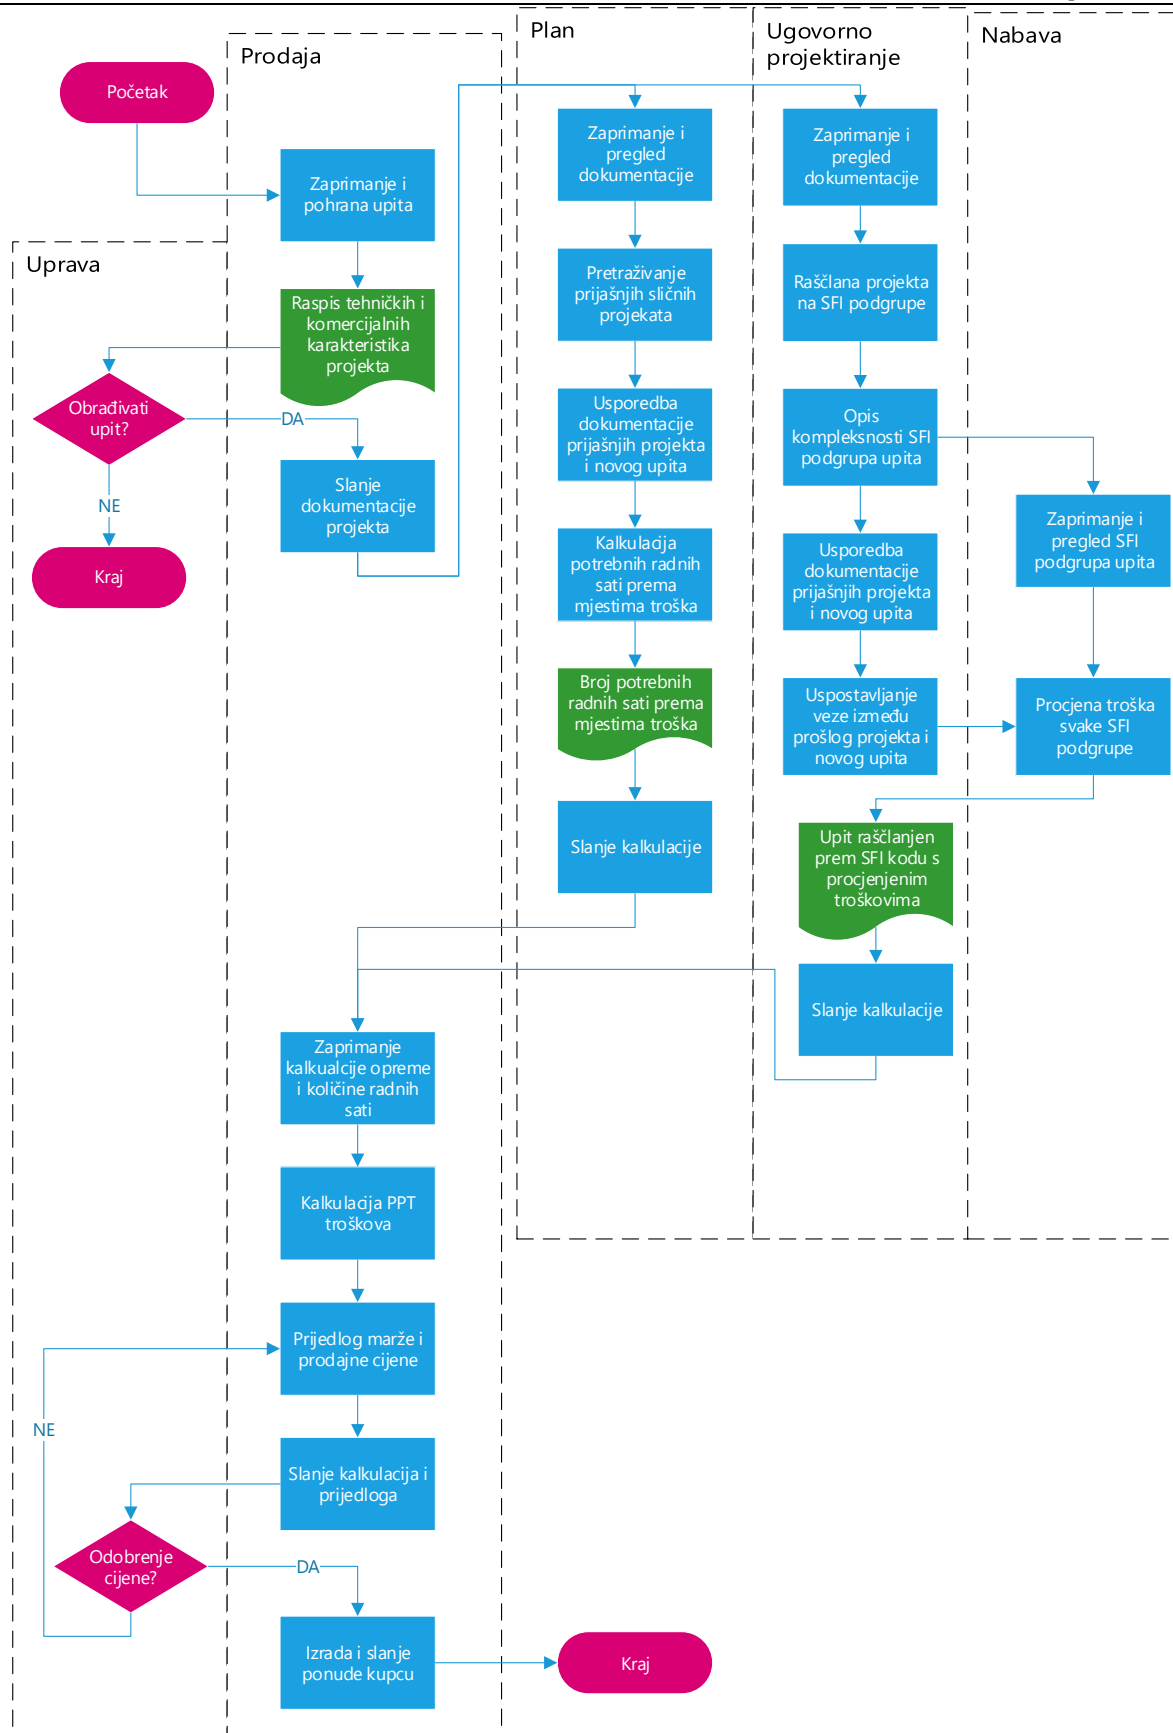 Plan
Ugovorno
projektiranje
Nabava
Prodaja
Početak
Zaprimanje i
pregled
dokumentacije
Zaprimanje i
pregled
dokumentacije
Zaprimanje i
pohrana upita
Uprava
Pretraživanje
prijašnjih sličnih
projekata
Raščlana projekta
na SFI podgrupe
Raspis tehničkih i
komercijalnih
karakteristika
projekta
Obrađivati
upit?
DA
Usporedba
dokumentacije
prijašnjih projekta
i novog upita
Opis
kompleksnosti SFI
podgrupa upita
NE
Slanje
dokumentacije
projekta
Zaprimanje i
pregled SFI
podgrupa upita
Kraj
Kalkulacija
potrebnih radnih
sati prema
mjestima troška
Usporedba
dokumentacije
prijašnjih projekta
i novog upita
Broj potrebnih
radnih sati prema
mjestima troška
Uspostavljanje
veze između
prošlog projekta i
novog upita
Procjena troška
svake SFI
podgrupe
Slanje kalkulacije
Upit raščlanjen
prem SFI kodu s
procjenjenim
troškovima
Slanje kalkulacije
Zaprimanje
kalkualcije opreme
i količine radnih
sati
Kalkulacija PPT
troškova
Prijedlog marže i
prodajne cijene
NE
Slanje kalkulacija i
prijedloga
Odobrenje
cijene?
DA
Izrada i slanje
ponude kupcu
Kraj